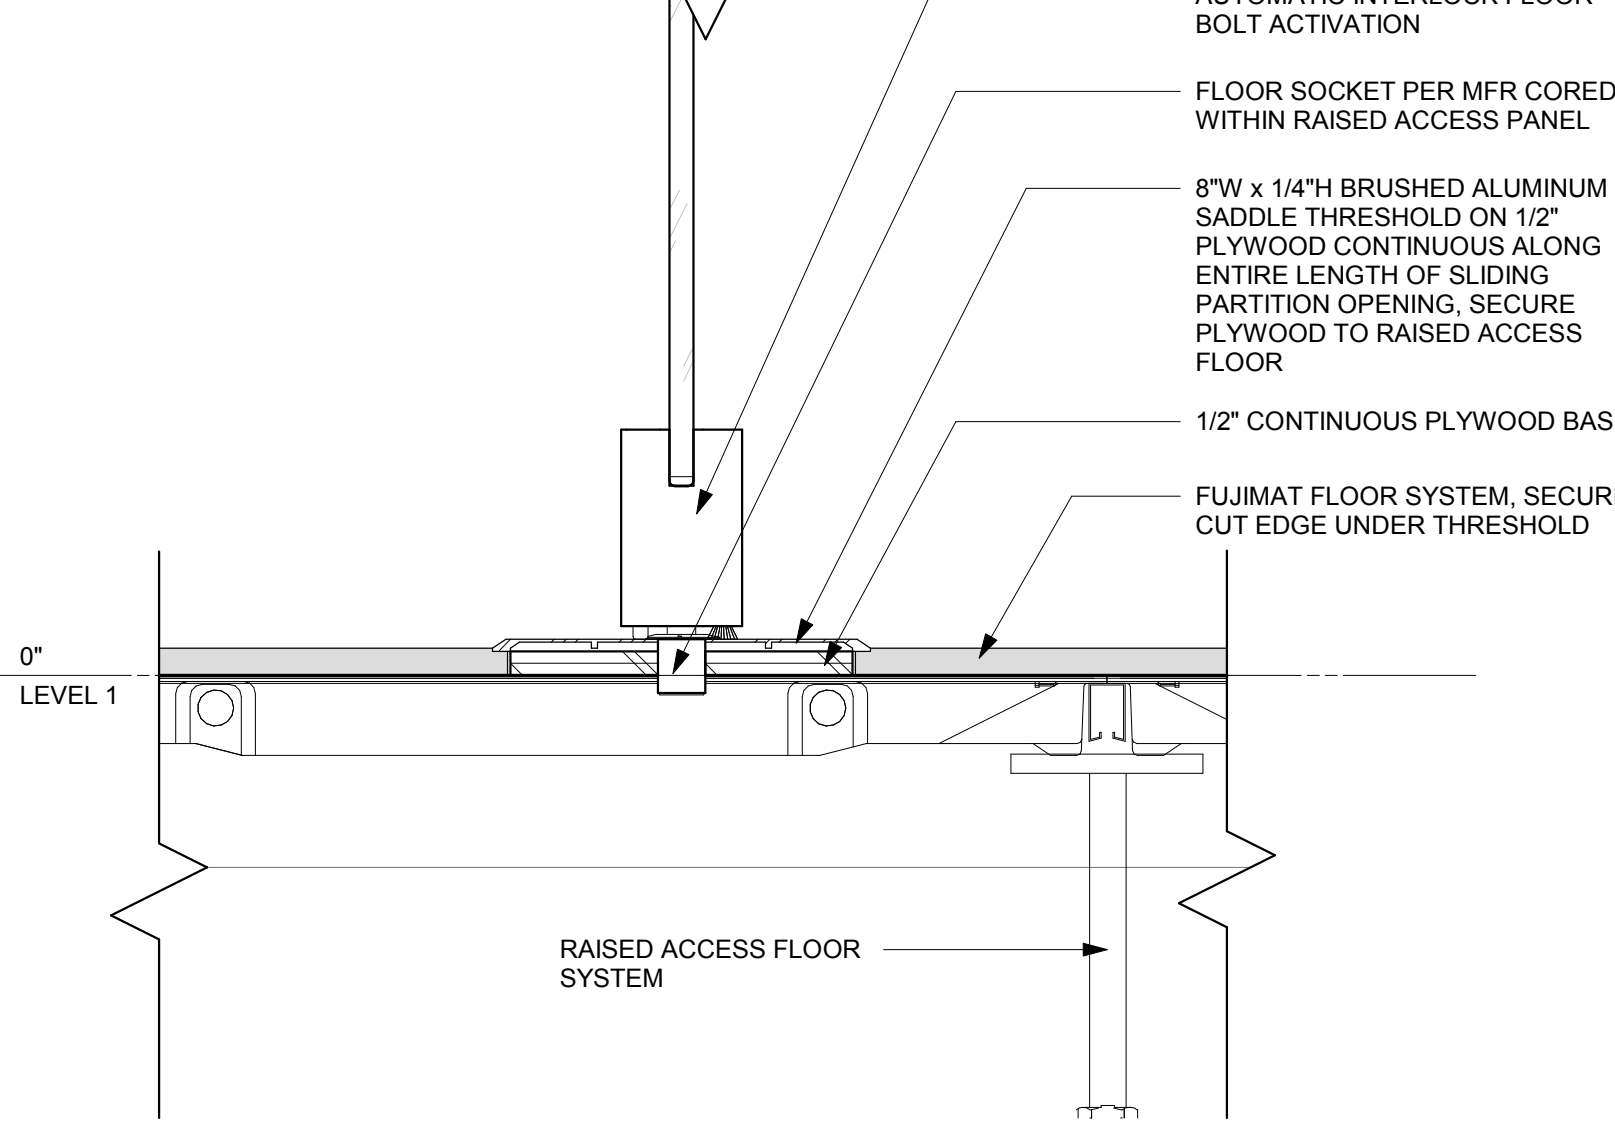 AUTOMATIC INTERLOCK FLOOR
BOLT ACTIVATION
FLOOR SOCKET PER MFR CORED
WITHIN RAISED ACCESS PANEL
8"W x 1/4"H BRUSHED ALUMINUM
SADDLE THRESHOLD ON 1/2"
PLYWOOD CONTINUOUS ALONG
ENTIRE LENGTH OF SLIDING
PARTITION OPENING, SECURE
PLYWOOD TO RAISED ACCESS
FLOOR
1/2" CONTINUOUS PLYWOOD BAS
FUJIMAT FLOOR SYSTEM, SECUR
CUT EDGE UNDER THRESHOLD
0"
LEVEL 1
RAISED ACCESS FLOOR
SYSTEM